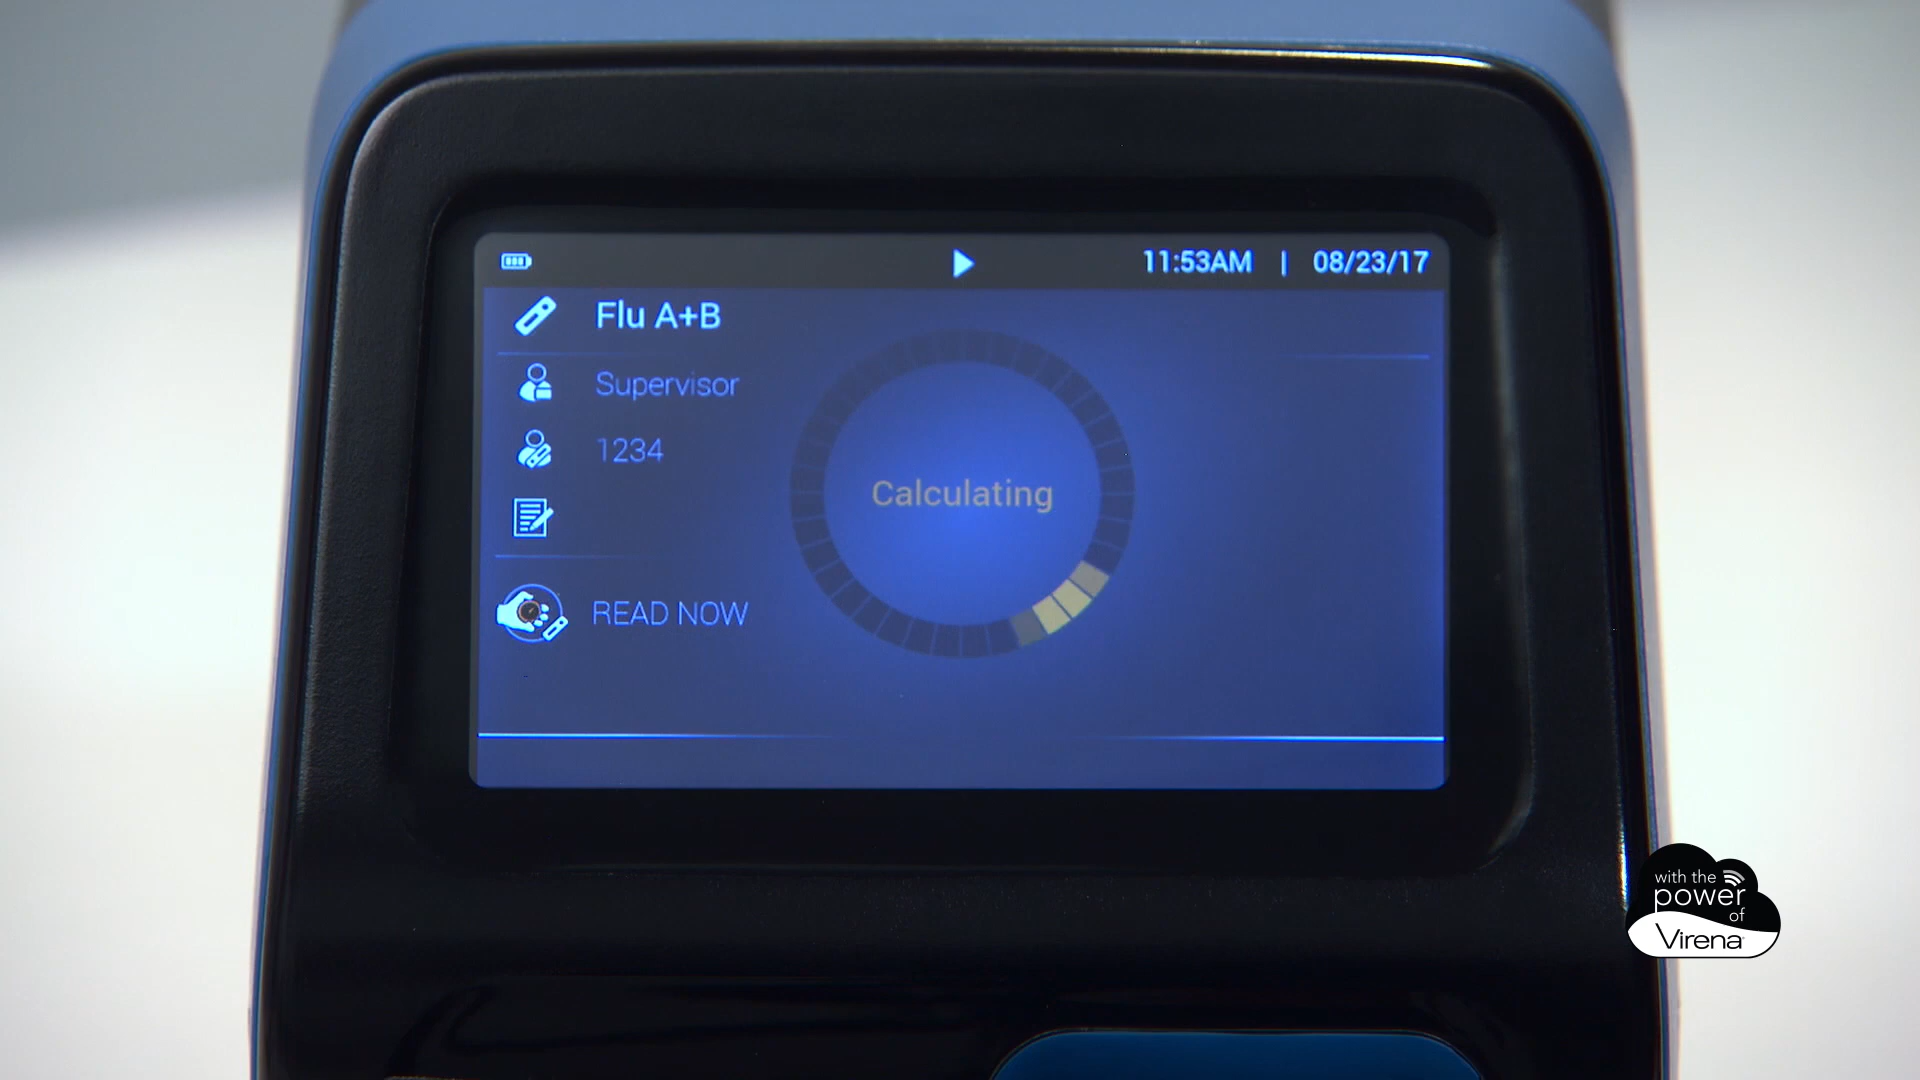 11:53AM | 08/23/17
Flu A+B
Supervisor
1234
Calculating
READ NOW
with the
power
of
Virena